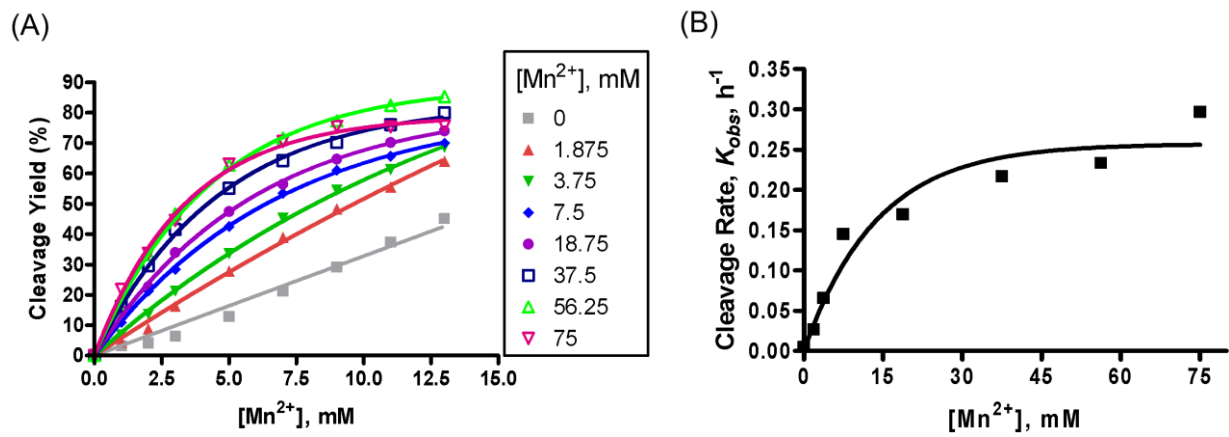 (A)
Cleavage Yield (%)
90
80
70
60
50
40
30
20
10
0
0.0 2.5 5.0 7.5 10.0 12.5 15.0
[Mn²⁺], mM
[Mn²⁺], mM
0
1.875
3.75
7.5
18.75
37.5
56.25
75
(B)
Cleavage Rate, K_obs, h⁻¹
0.35
0.30
0.25
0.20
0.15
0.10
0.05
0.00
0 15 30 45 60 75
[Mn²⁺], mM